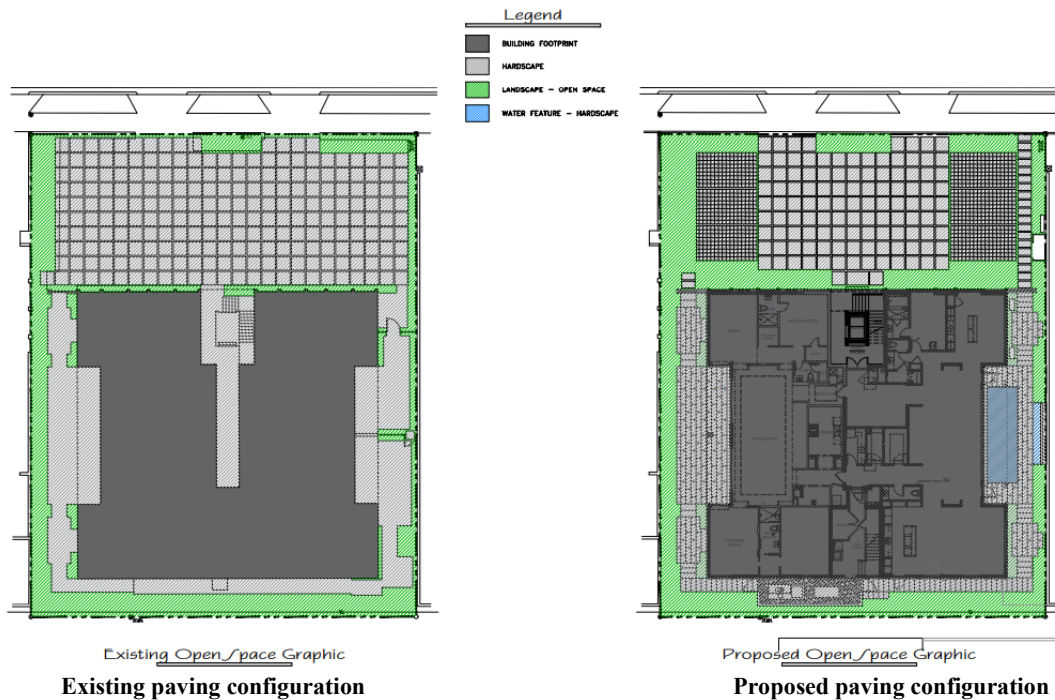 Legend
BUILDING FOOTPRINT
HARDSCAPE
LANDSCAPE – OPEN SPACE
WATER FEATURE – HARDSCAPE
Existing Open Space Graphic
Proposed Open Space Graphic
Existing paving configuration
Proposed paving configuration